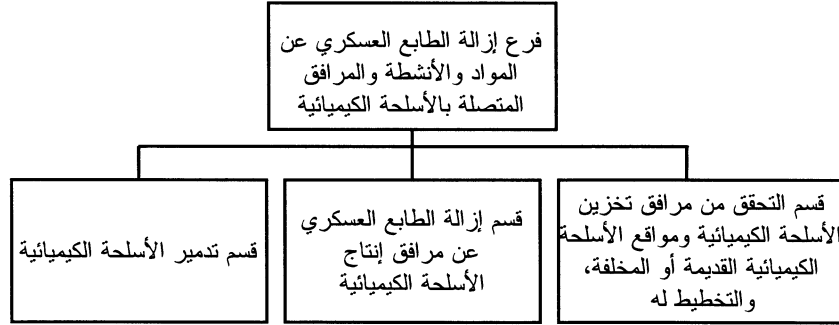 فرع إزالة الطابع العسكري عن
المواد والأنشطة والمرافق
المتصلة بالأسلحة الكيميائية
قسم التحقق من مرافق تخزين
الأسلحة الكيميائية ومواقع الأسلحة
الكيميائية القديمة أو المخلفة،
والتخطيط له
قسم إزالة الطابع العسكري
عن مرافق إنتاج
الأسلحة الكيميائية
قسم تدمير الأسلحة الكيميائية